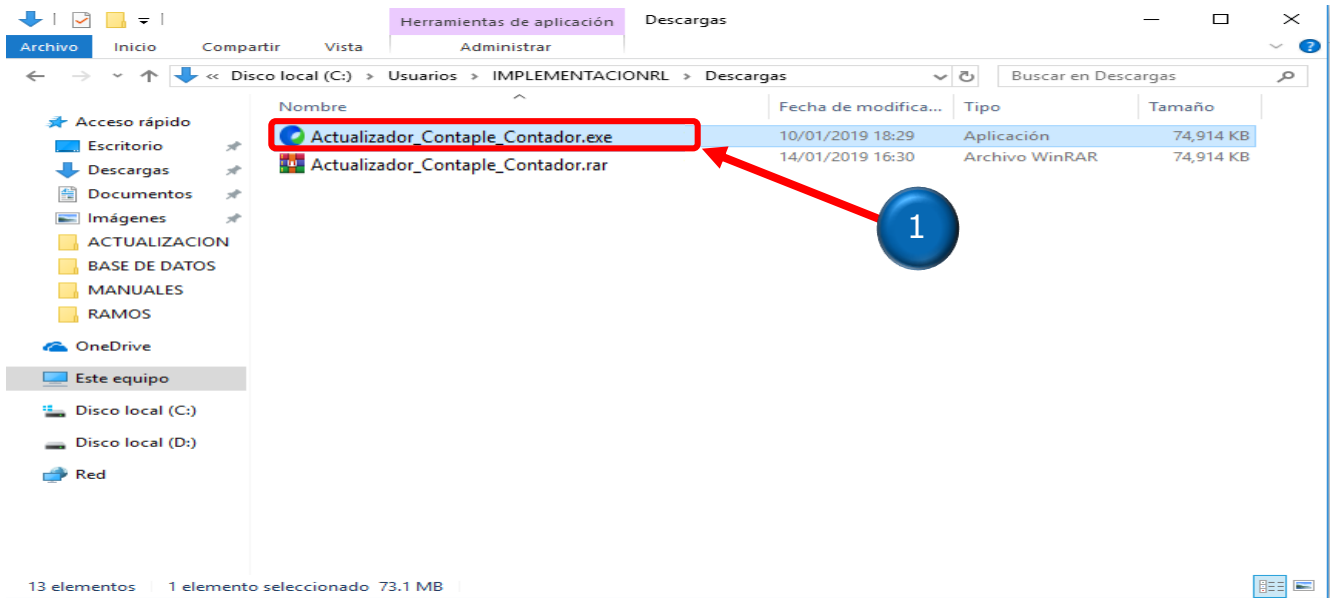 Herramientas de aplicación Descargas
Archivo Inicio Compartir Vista Administrar
« Disco local (C:) > Usuarios > IMPLEMENTACIONRL > Descargas Buscar en Descargas
Nombre Fecha de modifica... Tipo Tamaño
Acceso rápido
Actualizador_Contaple_Contador.exe 10/01/2019 18:29 Aplicación 74,914 KB
Escritorio
Actualizador_Contaple_Contador.rar 14/01/2019 16:30 Archivo WinRAR 74,914 KB
Descargas
Documentos
Imágenes
1
ACTUALIZACION
BASE DE DATOS
MANUALES
RAMOS
OneDrive
Este equipo
Disco local (C:)
Disco local (D:)
Red
13 elementos 1 elemento seleccionado 73.1 MB